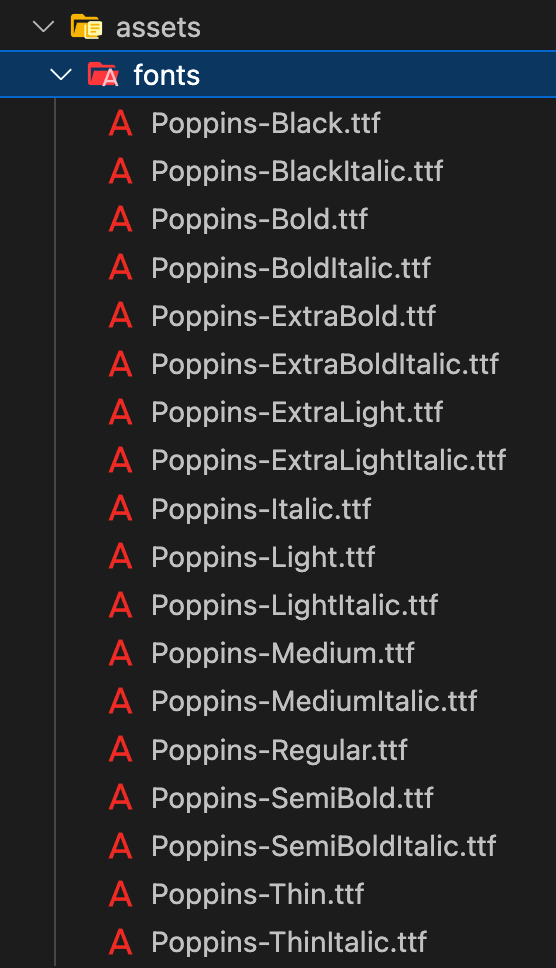 assets
fonts
Poppins-Black.ttf
Poppins-BlackItalic.ttf
Poppins-Bold.ttf
Poppins-BoldItalic.ttf
Poppins-ExtraBold.ttf
Poppins-ExtraBoldItalic.ttf
Poppins-ExtraLight.ttf
Poppins-ExtraLightItalic.ttf
Poppins-Italic.ttf
Poppins-Light.ttf
Poppins-LightItalic.ttf
Poppins-Medium.ttf
Poppins-MediumItalic.ttf
Poppins-Regular.ttf
Poppins-SemiBold.ttf
Poppins-SemiBoldItalic.ttf
Poppins-Thin.ttf
Poppins-ThinItalic.ttf